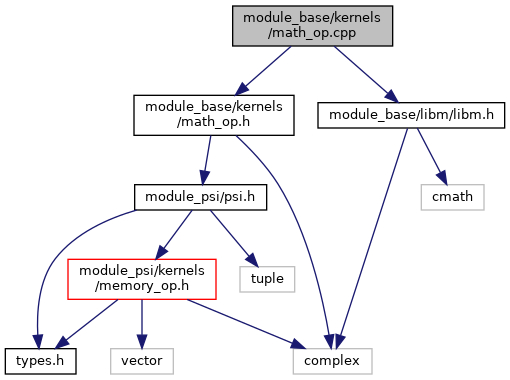 module_base/kernels
/math_op.cpp
module_base/kernels
/math_op.h
module_base/libm/libm.h
module_psi/psi.h
cmath
module_psi/kernels
/memory_op.h
tuple
types.h
vector
complex